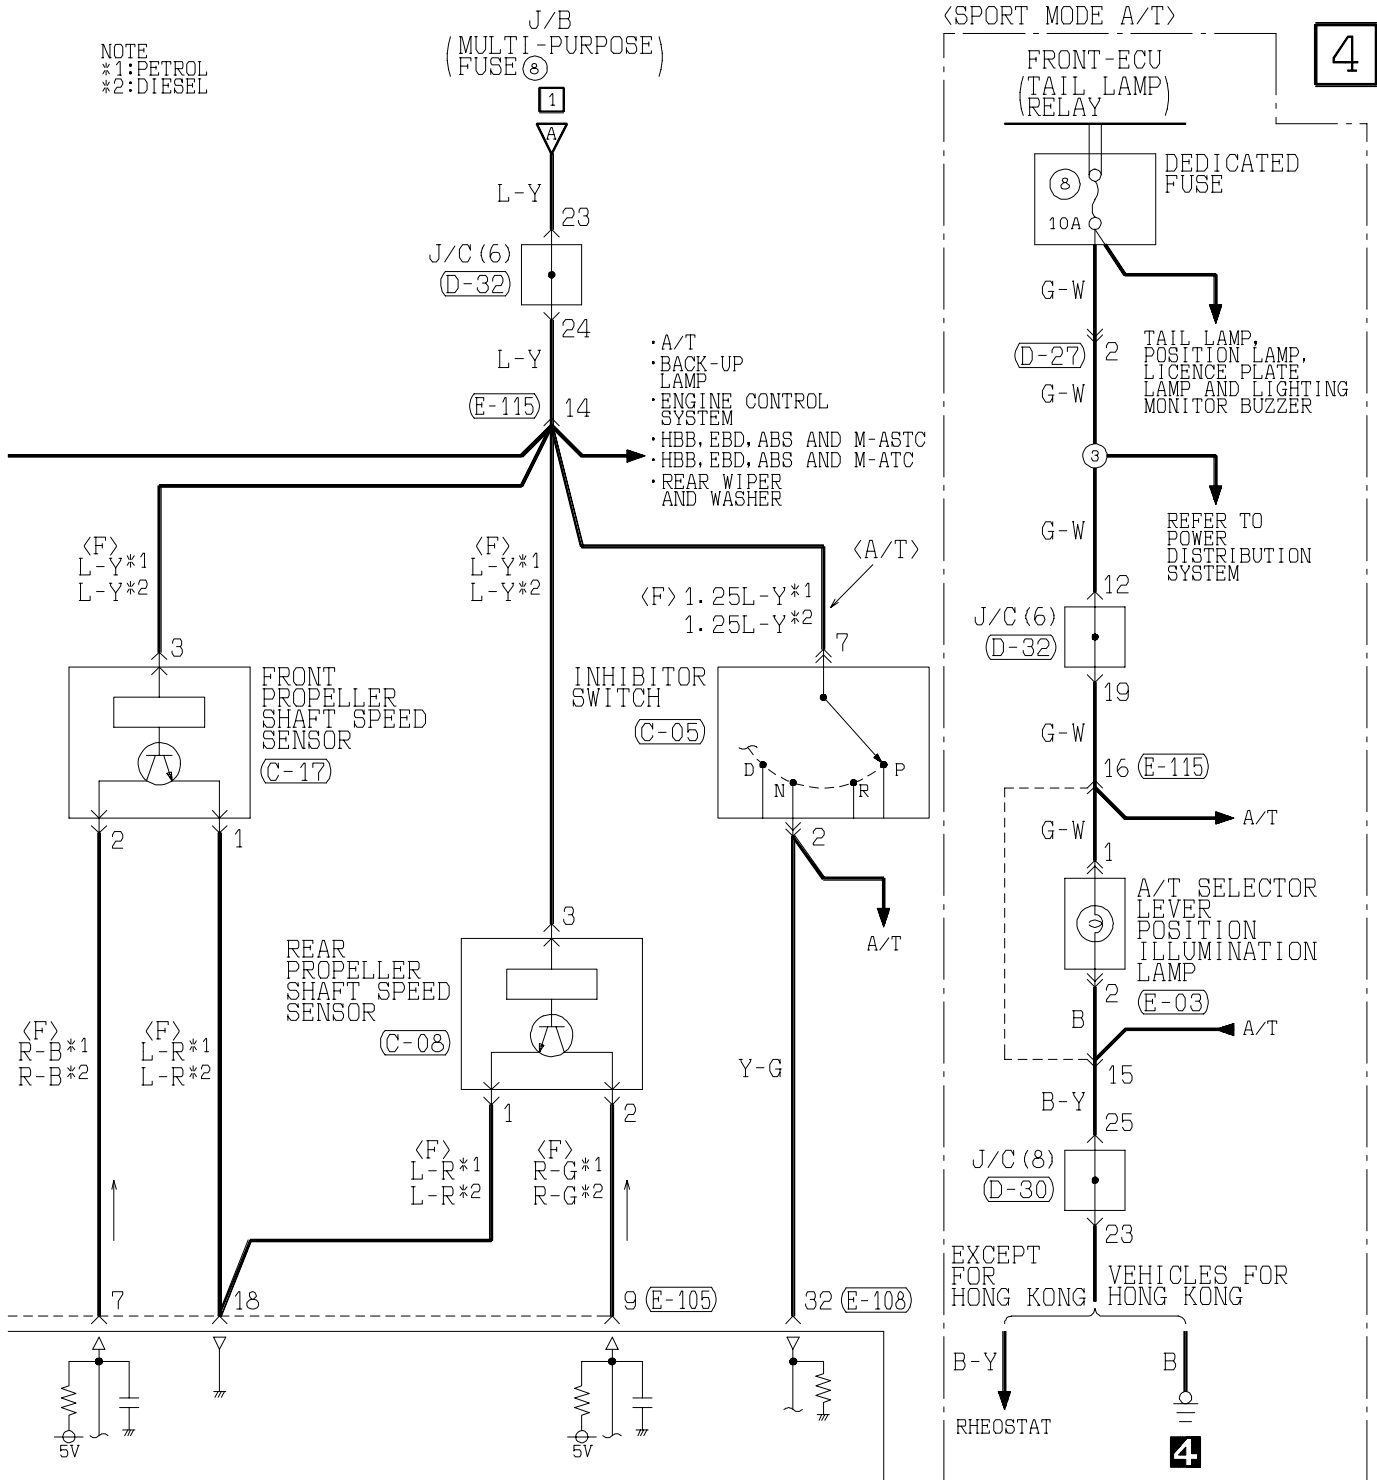 NOTE
*1:PETROL
*2:DIESEL
J/B
(MULTI-PURPOSE)
FUSE⑧
1
A
L-Y
23
J/C(6)
D-32
24
L-Y
E-115
14
・A/T
・BACK-UP
LAMP
・ENGINE CONTROL
SYSTEM
・HBB,EBD,ABS AND M-ASTC
・HBB,EBD,ABS AND M-ATC
・REAR WIPER
AND WASHER
<F>
L-Y*1
L-Y*2
<F>
L-Y*1
L-Y*2
<A/T>
<F>1.25L-Y*1
1.25L-Y*2
3
7
FRONT
PROPELLER
SHAFT SPEED
SENSOR
C-17
INHIBITOR
SWITCH
C-05
D
N
R
P
2
1
2
A/T
3
REAR
PROPELLER
SHAFT SPEED
SENSOR
C-08
<F>
R-B*1
R-B*2
<F>
L-R*1
L-R*2
Y-G
1
2
<F>
L-R*1
L-R*2
<F>
R-G*1
R-G*2
7
18
9
E-105
32
E-108
5V
5V
<SPORT MODE A/T>
4
FRONT-ECU
(TAIL LAMP)
RELAY
DEDICATED
FUSE
8
10A
G-W
D-27
2
TAIL LAMP,
POSITION LAMP,
LICENCE PLATE
LAMP AND LIGHTING
MONITOR BUZZER
G-W
3
G-W
REFER TO
POWER
DISTRIBUTION
SYSTEM
12
J/C(6)
D-32
19
G-W
16
E-115
A/T
G-W
1
A/T SELECTOR
LEVER
POSITION
ILLUMINATION
LAMP
E-03
2
B
A/T
15
B-Y
25
J/C(8)
D-30
23
EXCEPT
FOR
HONG KONG
VEHICLES FOR
HONG KONG
B-Y
B
RHEOSTAT
4